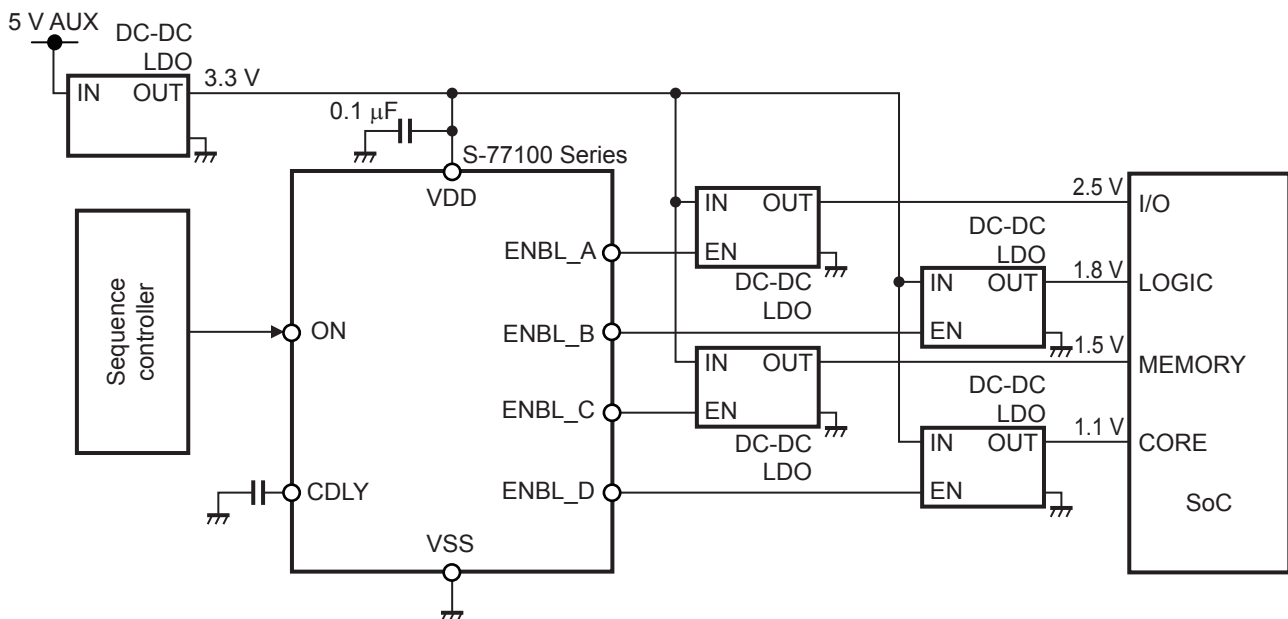 5 V AUX
DC-DC
LDO
IN OUT
3.3 V
0.1 μF
S-77100 Series
VDD
Sequence
controller
ON
CDLY
VSS
ENBL_A
ENBL_B
ENBL_C
ENBL_D
IN OUT
EN
DC-DC
LDO
2.5 V
DC-DC
LDO
IN OUT
EN
1.8 V
IN OUT
EN
DC-DC
LDO
1.5 V
DC-DC
LDO
IN OUT
EN
1.1 V
I/O
LOGIC
MEMORY
CORE
SoC